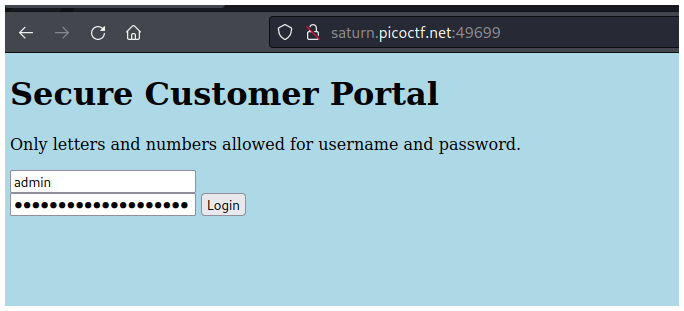 saturn.picoctf.net:49699
Secure Customer Portal
Only letters and numbers allowed for username and password.
admin
●●●●●●●●●●●●●●●●●●●● Login